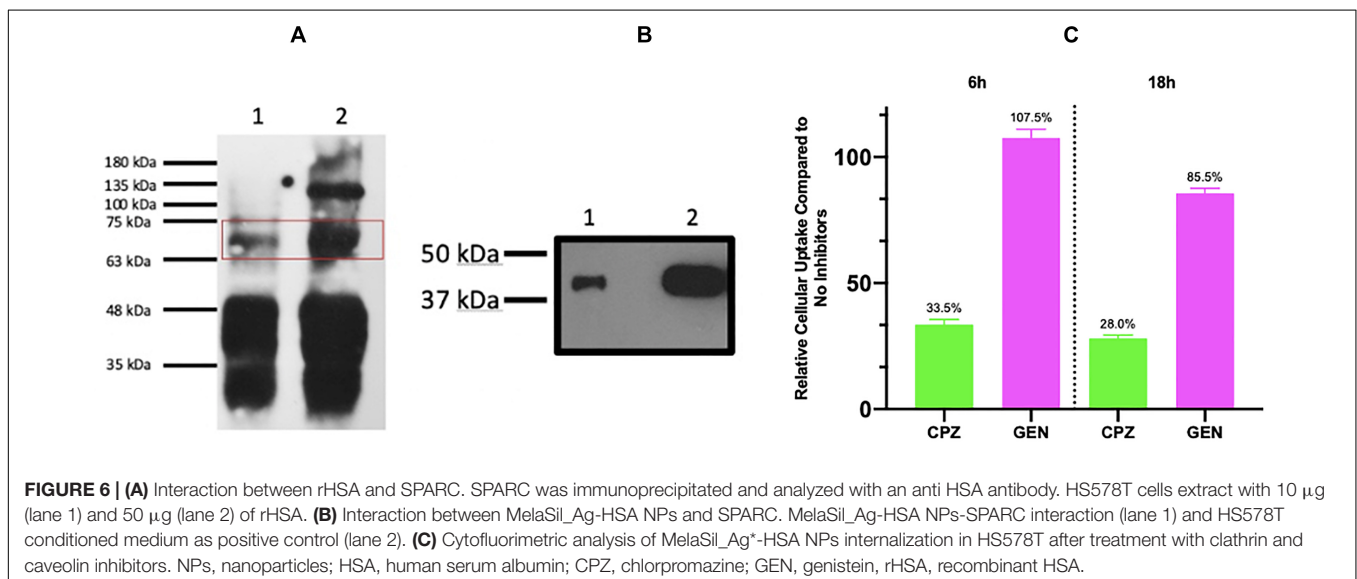 A
1 2
180 kDa
135 kDa
100 kDa
75 kDa
63 kDa
48 kDa
35 kDa
B
1 2
50 kDa
37 kDa
C
6h 18h
Relative Cellular Uptake Compared to
No Inhibitors
100
50
0
33.5%
107.5%
28.0%
85.5%
CPZ GEN CPZ GEN
FIGURE 6 | (A) Interaction between rHSA and SPARC. SPARC was immunoprecipitated and analyzed with an anti HSA antibody. HS578T cells extract with 10 μg
(lane 1) and 50 μg (lane 2) of rHSA. (B) Interaction between MelaSil_Ag-HSA NPs and SPARC. MelaSil_Ag-HSA NPs-SPARC interaction (lane 1) and HS578T
conditioned medium as positive control (lane 2). (C) Cytofluorimetric analysis of MelaSil_Ag*-HSA NPs internalization in HS578T after treatment with clathrin and
caveolin inhibitors. NPs, nanoparticles; HSA, human serum albumin; CPZ, chlorpromazine; GEN, genistein, rHSA, recombinant HSA.